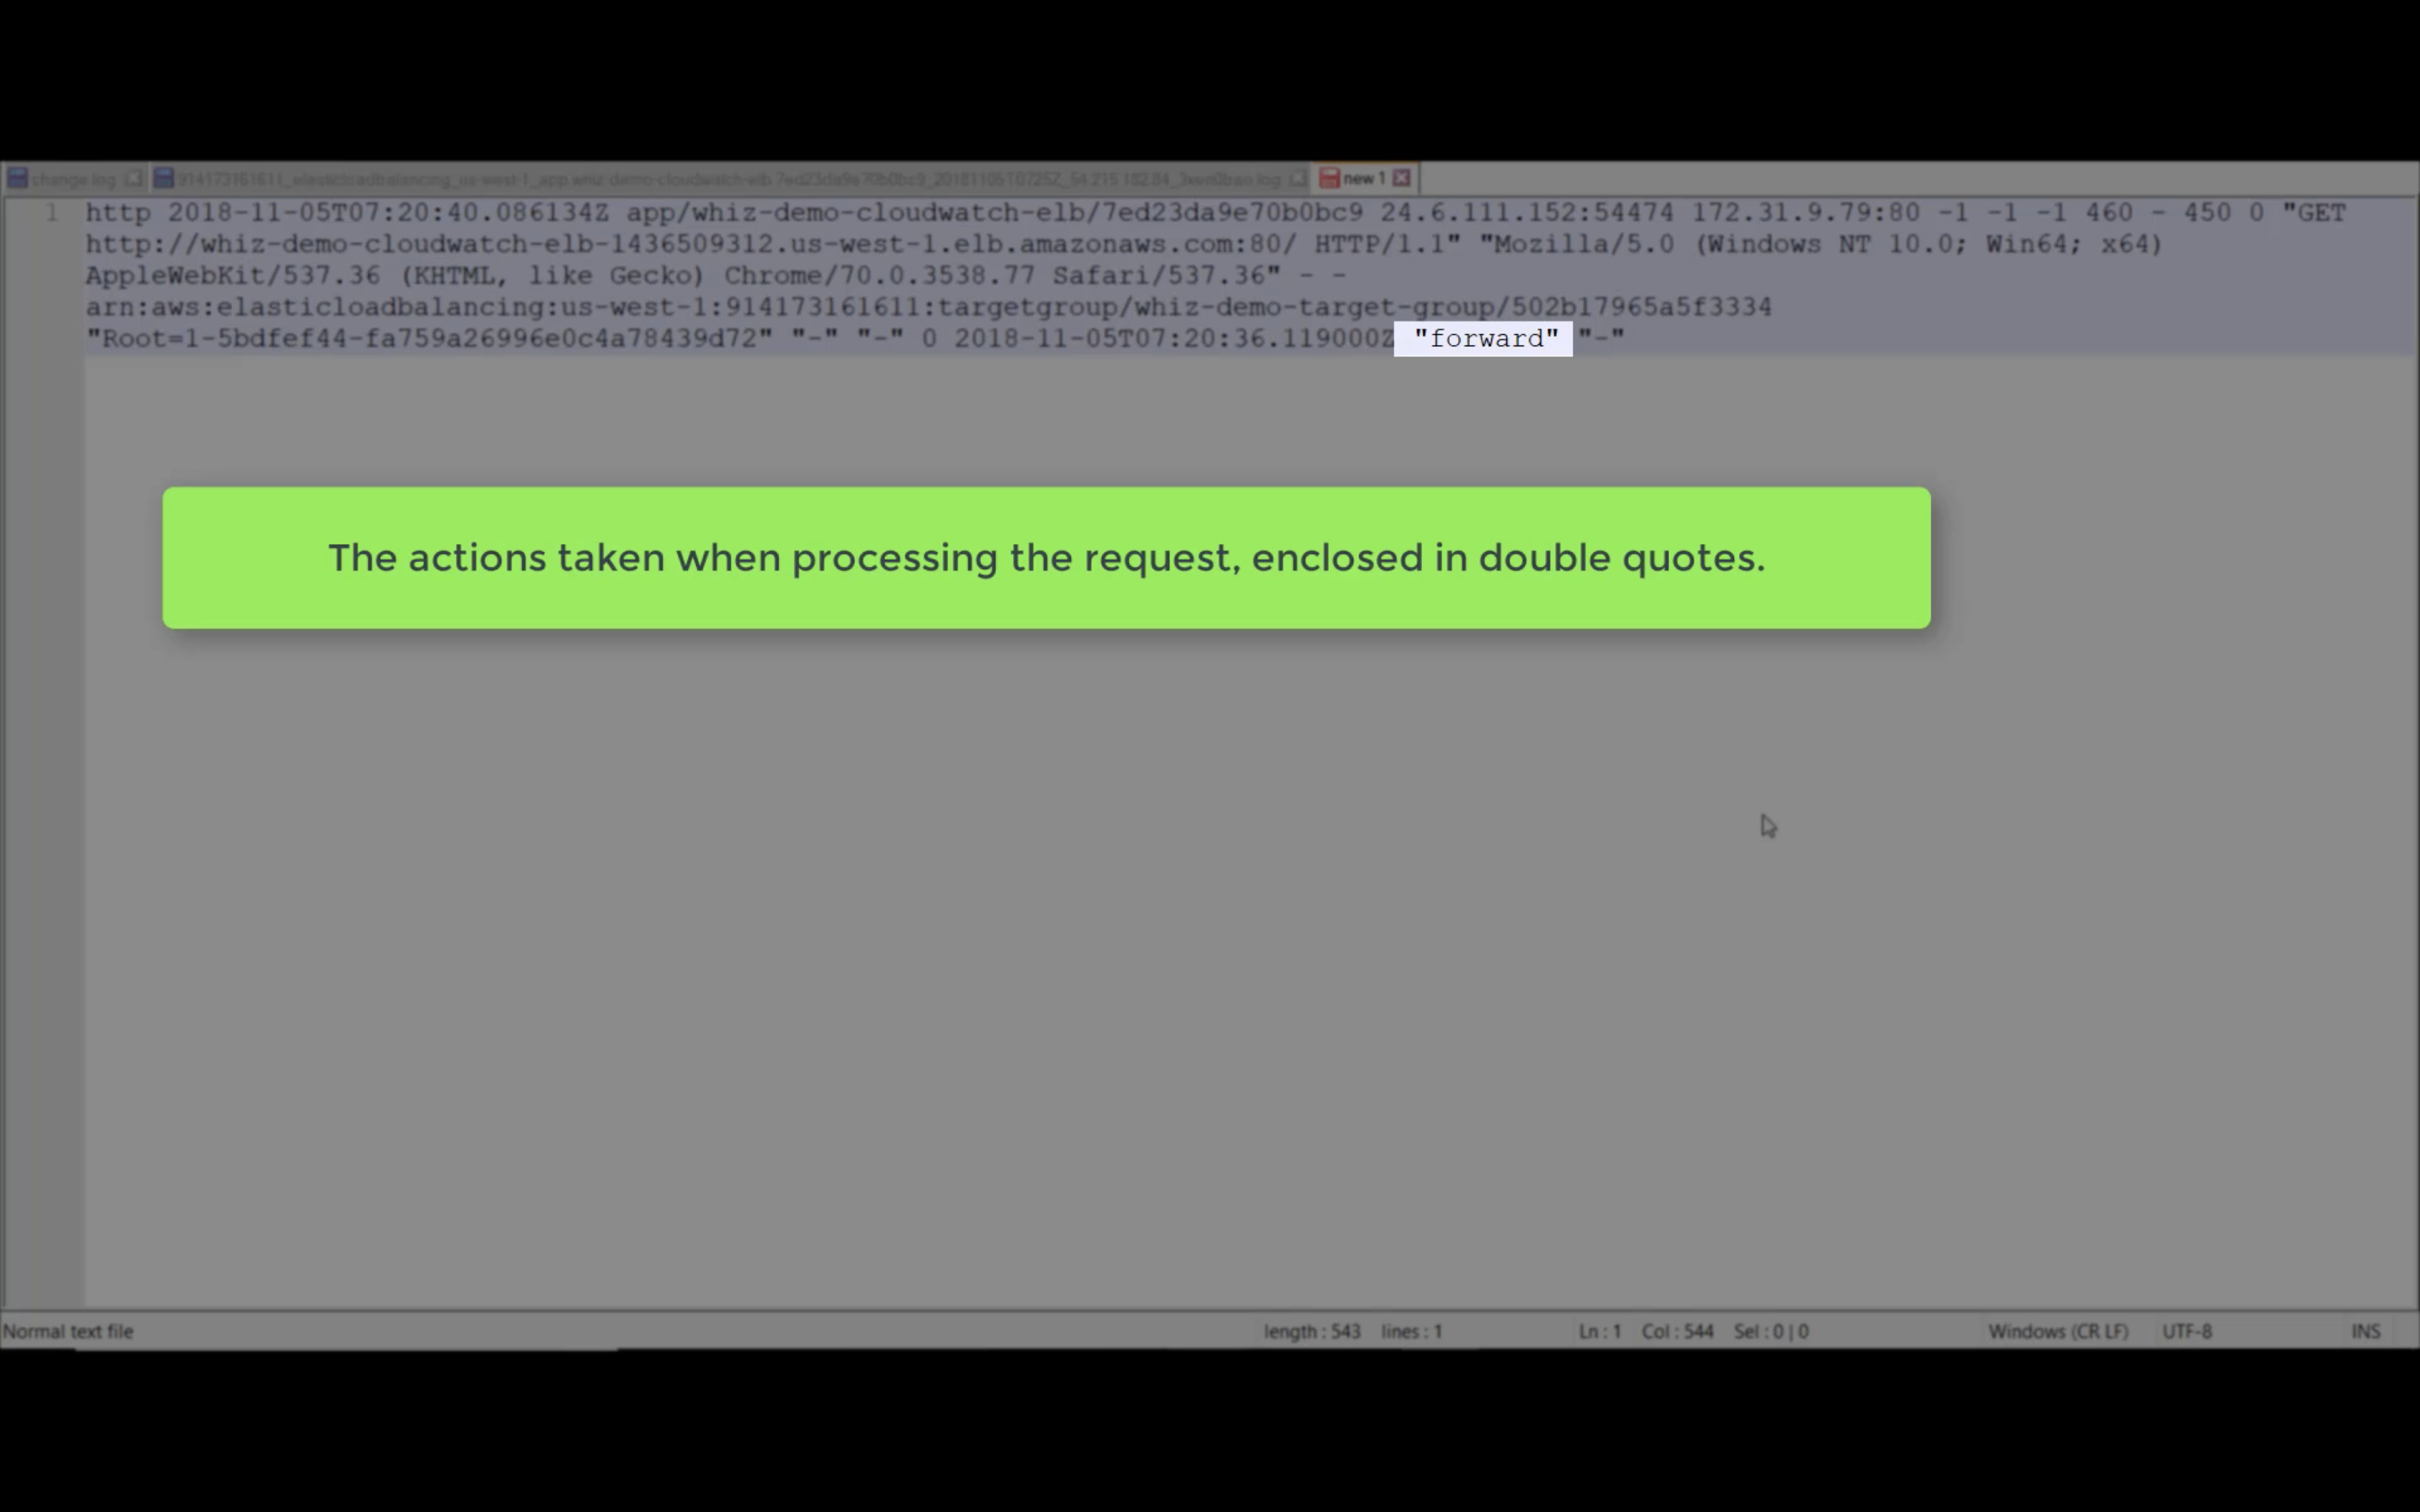 change.log 914173161611_elasticloadbalancing_us-west-1_app.whiz-demo-cloudwatch-elb.7ed23da9e70b0bc9_20181105T0725Z_54.215.182.84_ .log new 1
1 http 2018-11-05T07:20:40.086134Z app/whiz-demo-cloudwatch-elb/7ed23da9e70b0bc9 24.6.111.152:54474 172.31.9.79:80 -1 -1 -1 460 - 450 0 "GET
http://whiz-demo-cloudwatch-elb-1436509312.us-west-1.elb.amazonaws.com:80/ HTTP/1.1" "Mozilla/5.0 (Windows NT 10.0; Win64; x64)
AppleWebKit/537.36 (KHTML, like Gecko) Chrome/70.0.3538.77 Safari/537.36" - -
arn:aws:elasticloadbalancing:us-west-1:914173161611:targetgroup/whiz-demo-target-group/502b17965a5f3334
"Root=1-5bdfef44-fa759a26996e0c4a78439d72" "-" "-" 0 2018-11-05T07:20:36.119000Z "forward" "-"
The actions taken when processing the request, enclosed in double quotes.
Normal text file length : 543 lines : 1 Ln : 1 Col : 544 Sel : 0 | 0 Windows (CR LF) UTF-8 INS